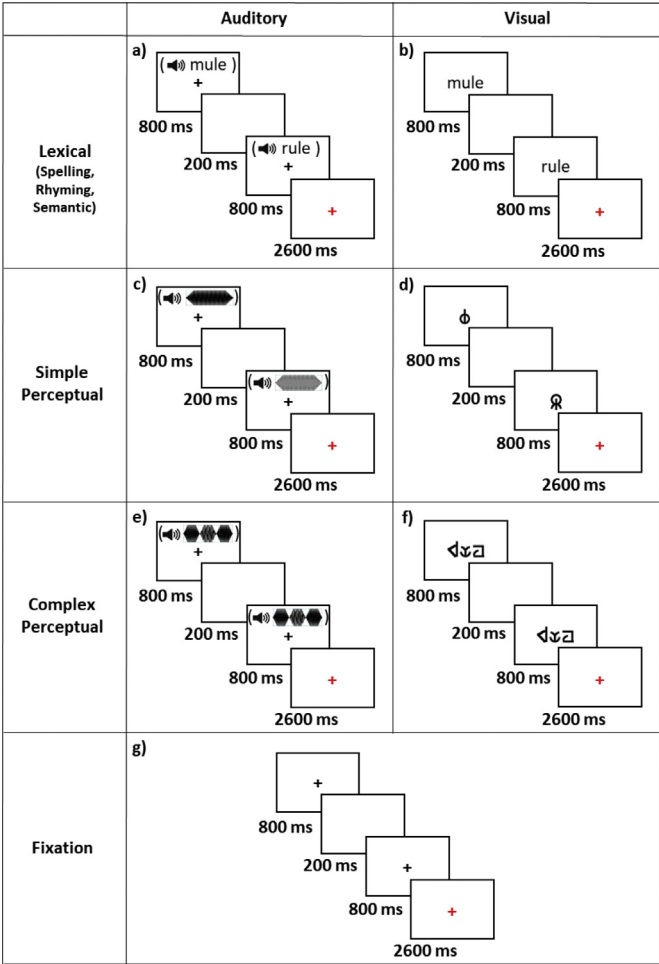 Auditory
Visual
Lexical
(Spelling,
Rhyming,
Semantic)
a)
( mule )
+
800 ms
200 ms
( rule )
+
800 ms
+
2600 ms
b)
mule
800 ms
200 ms
rule
800 ms
+
2600 ms
Simple
Perceptual
c)
( )
+
800 ms
200 ms
( )
+
800 ms
+
2600 ms
d)
800 ms
200 ms
800 ms
+
2600 ms
Complex
Perceptual
e)
( )
+
800 ms
200 ms
( )
+
800 ms
+
2600 ms
f)
800 ms
200 ms
800 ms
+
2600 ms
Fixation
g)
+
800 ms
200 ms
+
800 ms
+
2600 ms